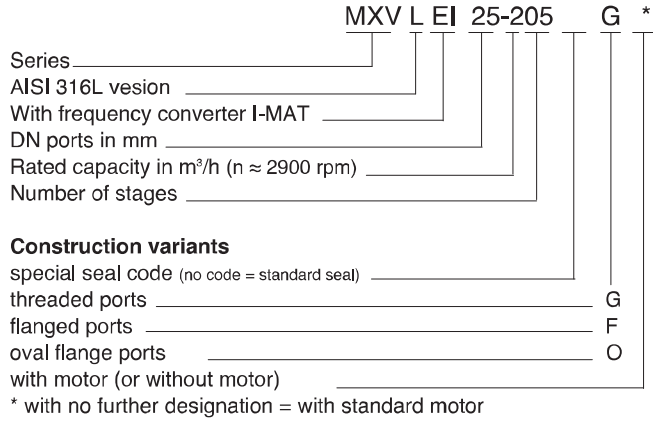 MXV L EI 25-205 G *
Series
AISI 316L vesion
With frequency converter I-MAT
DN ports in mm
Rated capacity in m³/h (n ≈ 2900 rpm)
Number of stages
Construction variants
special seal code (no code = standard seal)
threaded ports G
flanged ports F
oval flange ports O
with motor (or without motor)
* with no further designation = with standard motor